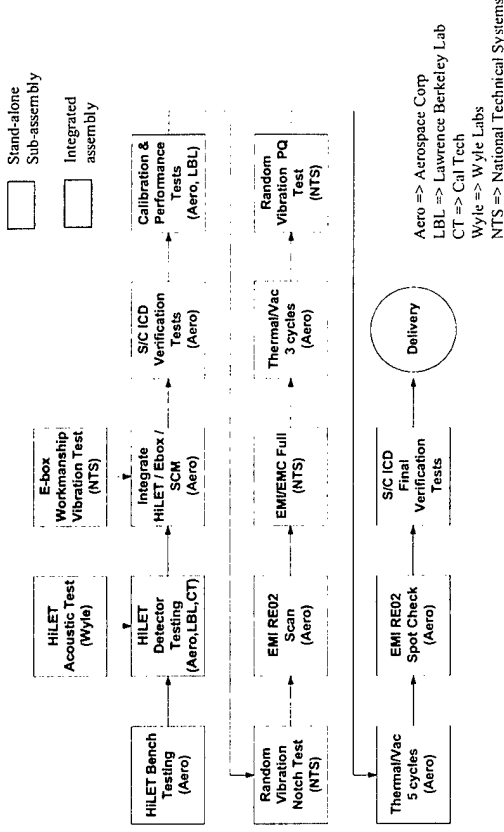 Stand-alone
Sub-assembly
Integrated
assembly
E-box
Workmanship
Vibration Test
(NTS)
HiLET
Acoustic Test
(Wyle)
HiLET Bench
Testing
(Aero)
HiLET
Detector
Testing
(Aero,LBL,CT)
Integrate
HiLET / Ebox /
SCM
(Aero)
S/C ICD
Verification
Tests
(Aero)
Calibration &
Performance
Tests
(Aero, LBL)
Random
Vibration
Notch Test
(NTS)
EMI RE02
Scan
(Aero)
EMI/EMC Full
(NTS)
Thermal/Vac
3 cycles
(Aero)
Random
Vibration PQ
Test
(NTS)
Thermal/Vac
5 cycles
(Aero)
EMI RE02
Spot Check
(Aero)
S/C ICD
Final
Verification
Tests
Delivery
Aero => Aerospace Corp
LBL => Lawrence Berkeley Lab
CT => Cal Tech
Wyle => Wyle Labs
NTS => National Technical Systems